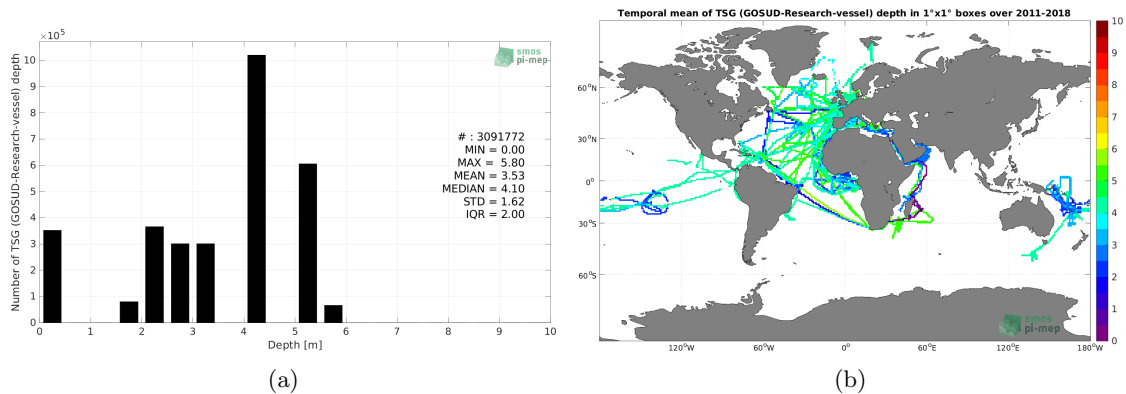 ×10⁵
10
9
8
7
6
5
4
3
2
1
0
Number of TSG (GOSUD-Research-vessel) depth
smos
pi-mep
# : 3091772
MIN = 0.00
MAX = 5.80
MEAN = 3.53
MEDIAN = 4.10
STD = 1.62
IQR = 2.00
0 1 2 3 4 5 6 7 8 9 10
Depth [m]
(a)
Temporal mean of TSG (GOSUD-Research-vessel) depth in 1°x1° boxes over 2011-2018
60°N
30°N
0°
30°S
60°S
120°W 60°W 0° 60°E 120°E 180°W
smos
pi-mep
10
9
8
7
6
5
4
3
2
1
0
(b)